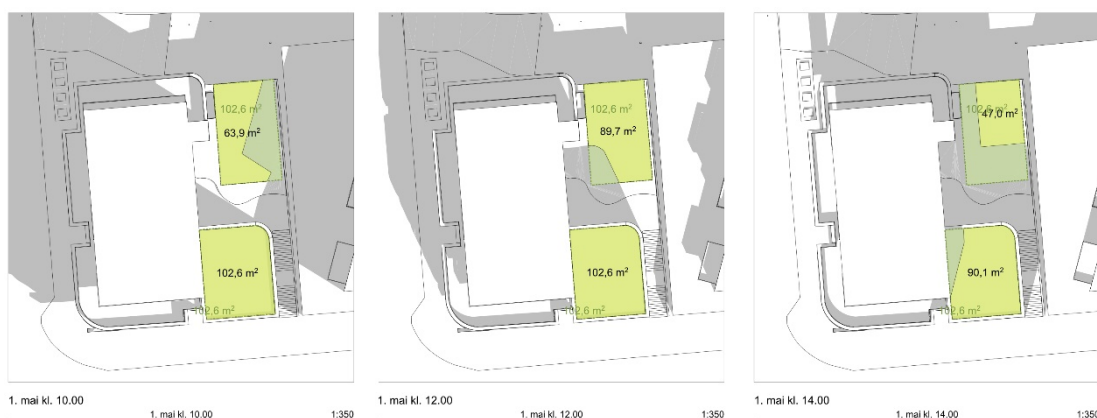 102,6 m²
63,9 m²
102,6 m²
102,6 m²
1. mai kl. 10.00
1. mai kl. 10.00 1:350
102,6 m²
89,7 m²
102,6 m²
102,6 m²
1. mai kl. 12.00
1. mai kl. 12.00 1:350
102,6 m²
47,0 m²
90,1 m²
102,6 m²
1. mai kl. 14.00
1. mai kl. 14.00 1:350